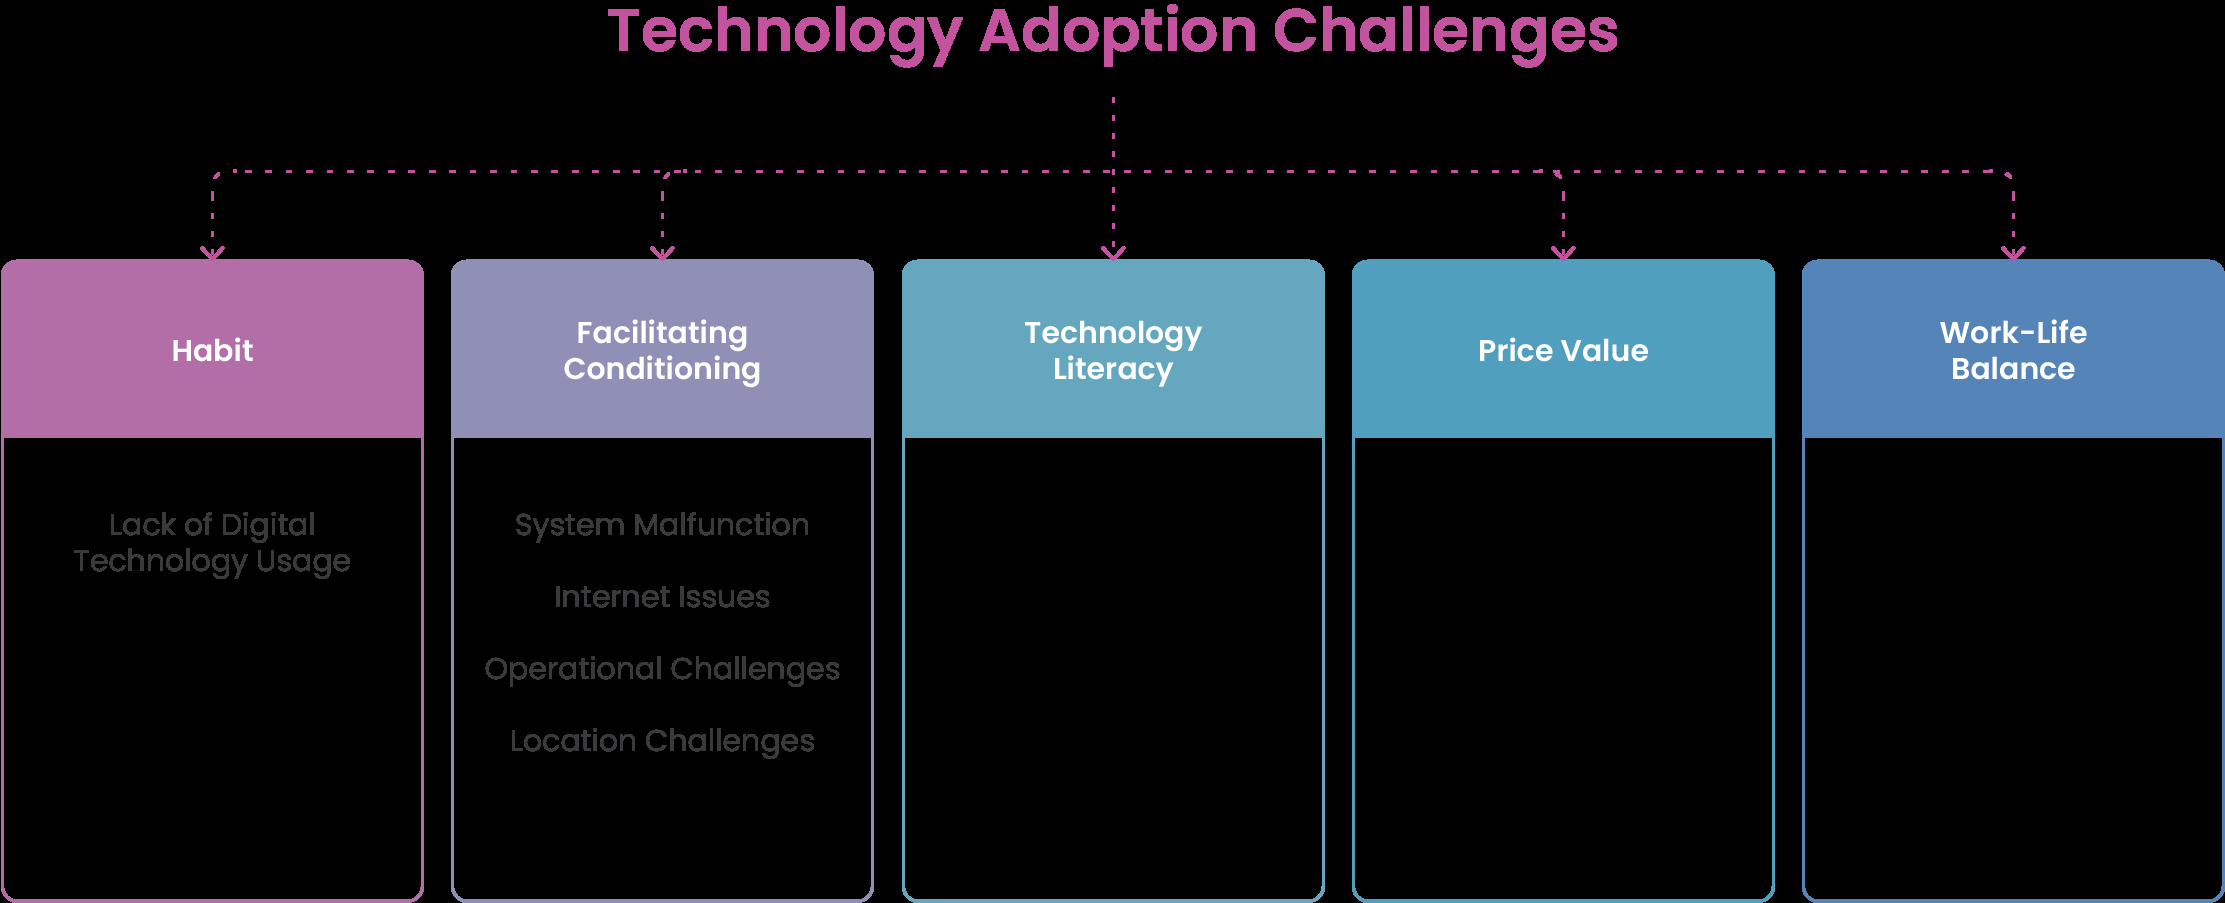 Technology Adoption Challenges
Habit
Lack of Digital
Technology Usage
Facilitating
Conditioning
System Malfunction
Internet Issues
Operational Challenges
Location Challenges
Technology
Literacy
Price Value
Work-Life
Balance